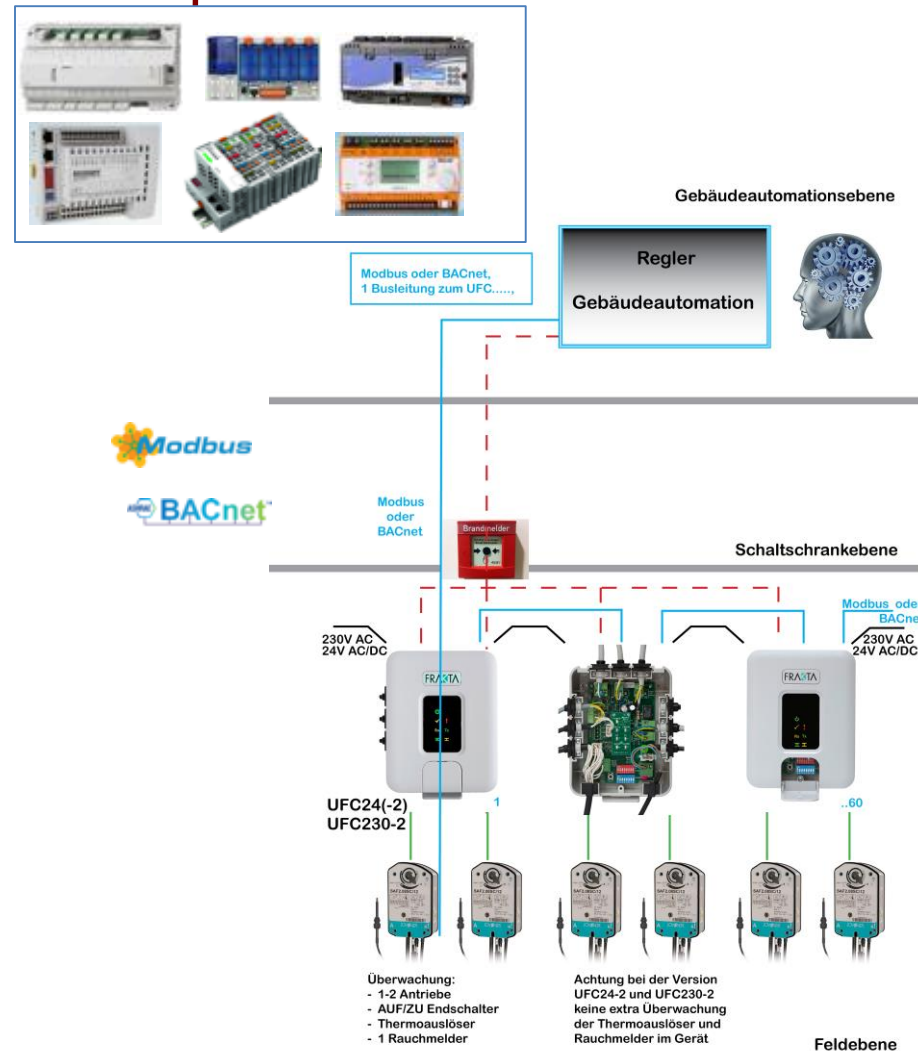 Gebäudeautomationsebene
Regler
Gebäudeautomation
Modbus oder BACnet,
1 Busleitung zum UFC.....,
Modbus
BACnet
Modbus
oder
BACnet
Brandmelder
Schaltschrankebene
Modbus ode
BACne
230V AC
24V AC/DC
230V AC
24V AC/DC
FRAKTA
FRAKTA
UFC24(-2)
UFC230-2
1
..60
Überwachung:
- 1-2 Antriebe
- AUF/ZU Endschalter
- Thermoauslöser
- 1 Rauchmelder
Achtung bei der Version
UFC24-2 und UFC230-2
keine extra Überwachung
der Thermoauslöser und
Rauchmelder im Gerät
Feldebene